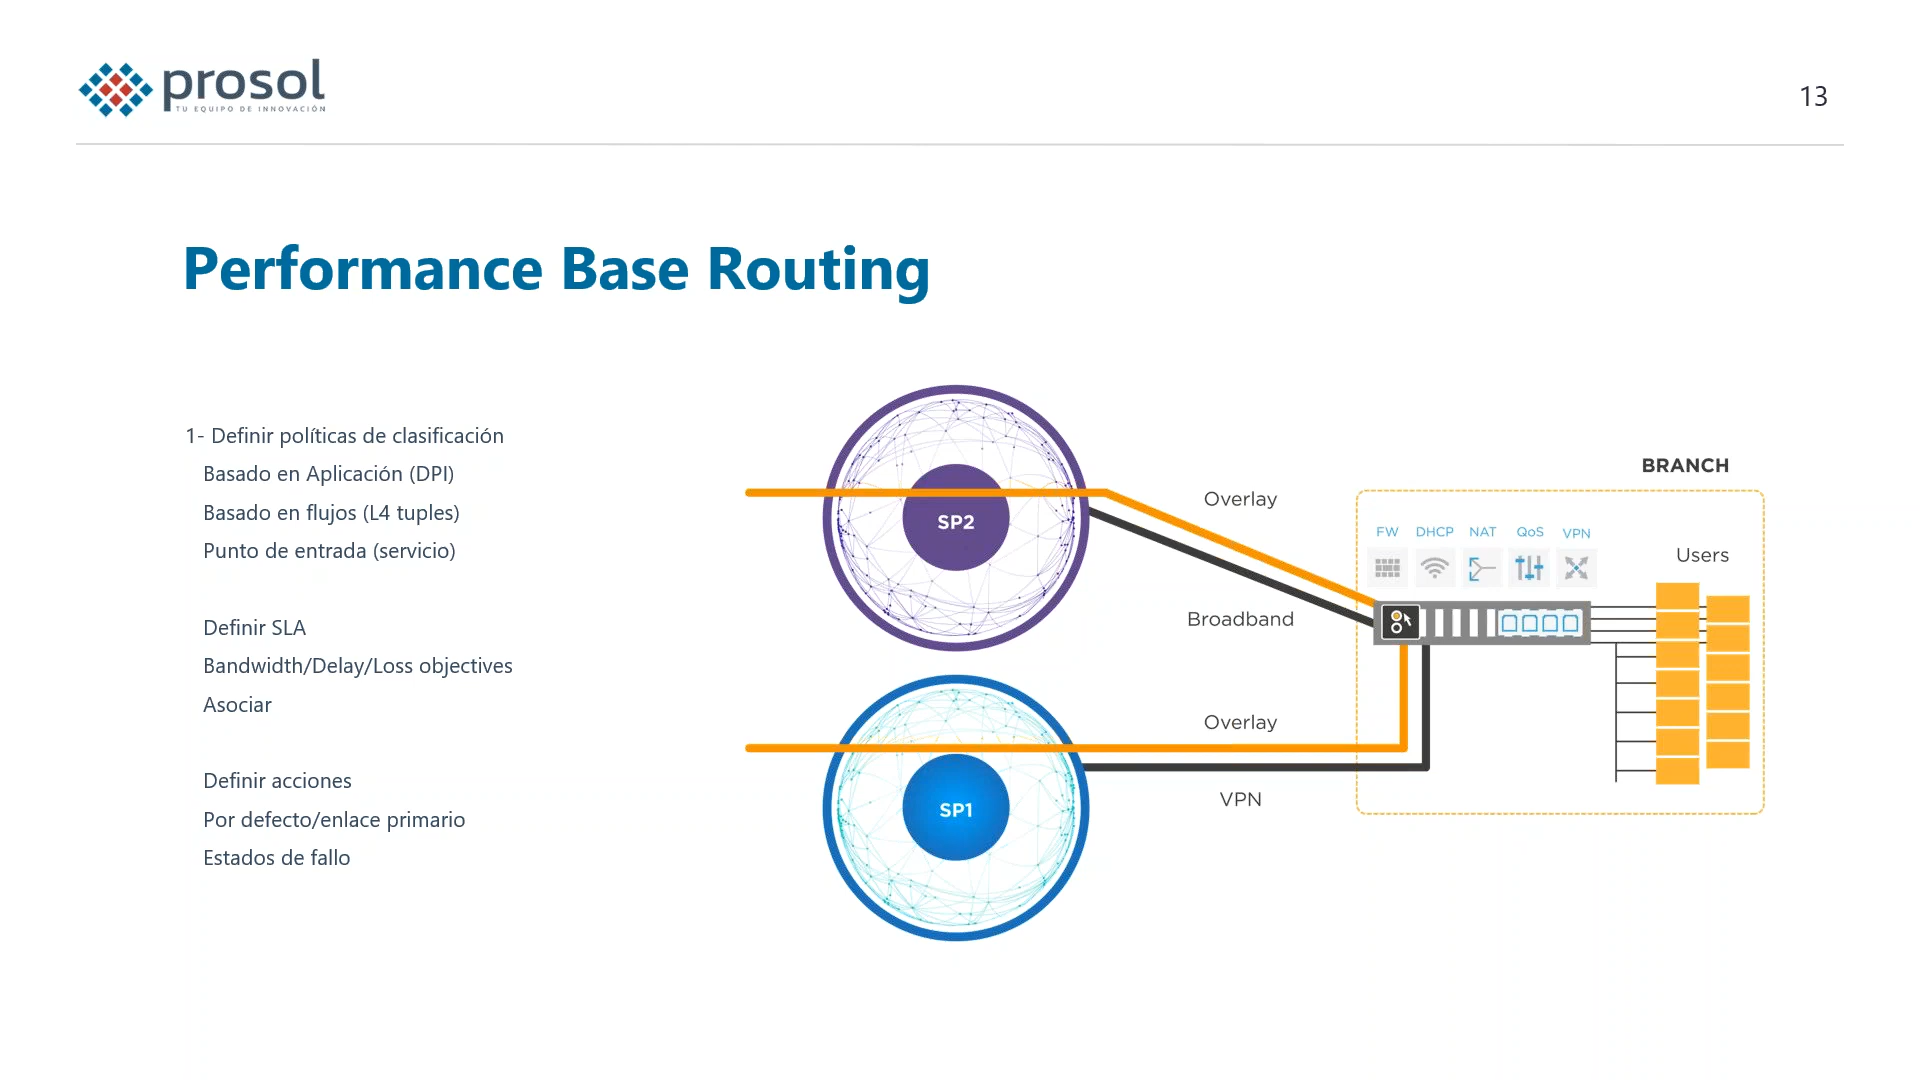 prosol
TU EQUIPO DE INNOVACIÓN
13
Performance Base Routing
1- Definir políticas de clasificación
Basado en Aplicación (DPI)
Basado en flujos (L4 tuples)
Punto de entrada (servicio)
Definir SLA
Bandwidth/Delay/Loss objectives
Asociar
Definir acciones
Por defecto/enlace primario
Estados de fallo
SP2
SP1
Overlay
Broadband
Overlay
VPN
BRANCH
FW DHCP NAT QoS VPN
Users